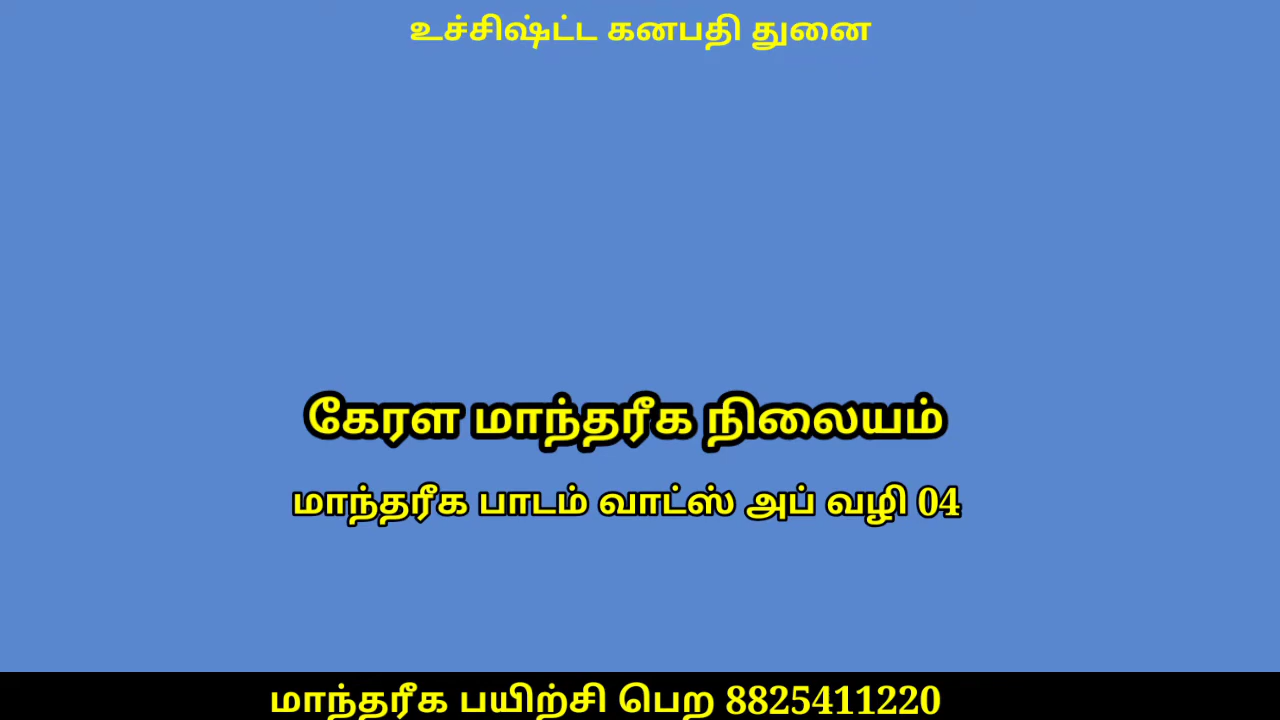 உச்சிஷ்ட்ட கனபதி துனை
கேரள மாந்தரீக நிலையம்
மாந்தரீக பாடம் வாட்ஸ் அப் வழி 04
மாந்தரீக பயிற்சி பெற 8825411220